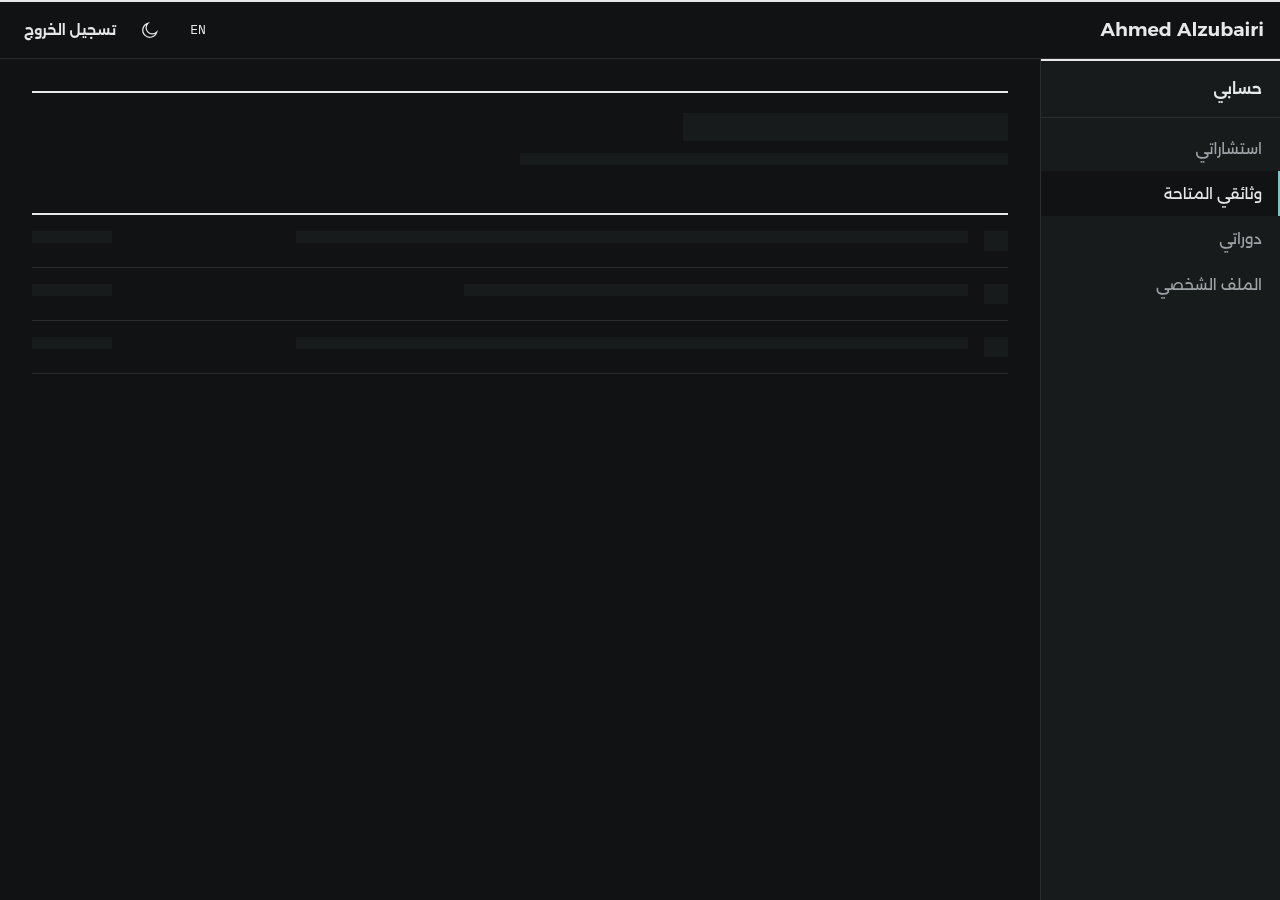 Ahmed Alzubairi
EN
تسجيل الخروج
حسابي
استشاراتي
وثائقي المتاحة
دوراتي
الملف الشخصي